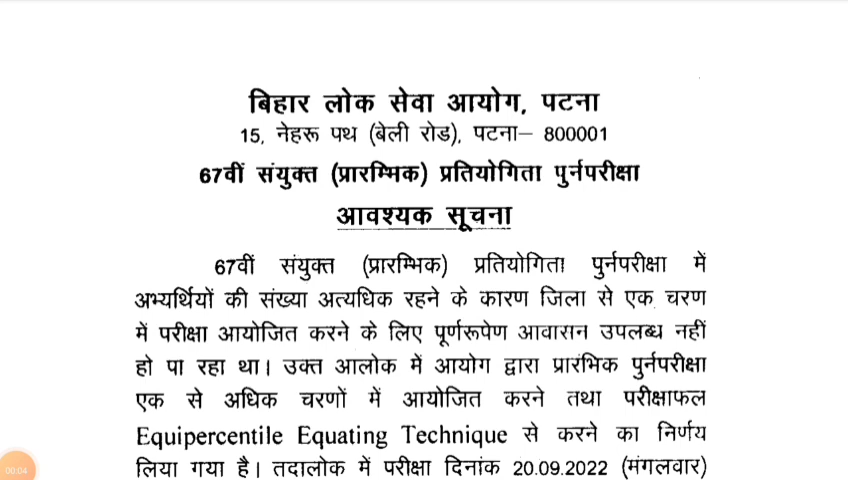 बिहार लोक सेवा आयोग, पटना
15, नेहरू पथ (बेली रोड), पटना– 800001
67वीं संयुक्त (प्रारम्भिक) प्रतियोगिता पुर्नपरीक्षा
आवश्यक सूचना
67वीं संयुक्त (प्रारम्भिक) प्रतियोगिता पुर्नपरीक्षा में
अभ्यर्थियों की संख्या अत्यधिक रहने के कारण जिला से एक चरण
में परीक्षा आयोजित करने के लिए पूर्णरूपेण आवासन उपलब्ध नहीं
हो पा रहा था। उक्त आलोक में आयोग द्वारा प्रारंभिक पुर्नपरीक्षा
एक से अधिक चरणों में आयोजित करने तथा परीक्षाफल
Equipercentile Equating Technique से करने का निर्णय
लिया गया है। तदालोक में परीक्षा दिनांक 20.09.2022 (मंगलवार)
00:04